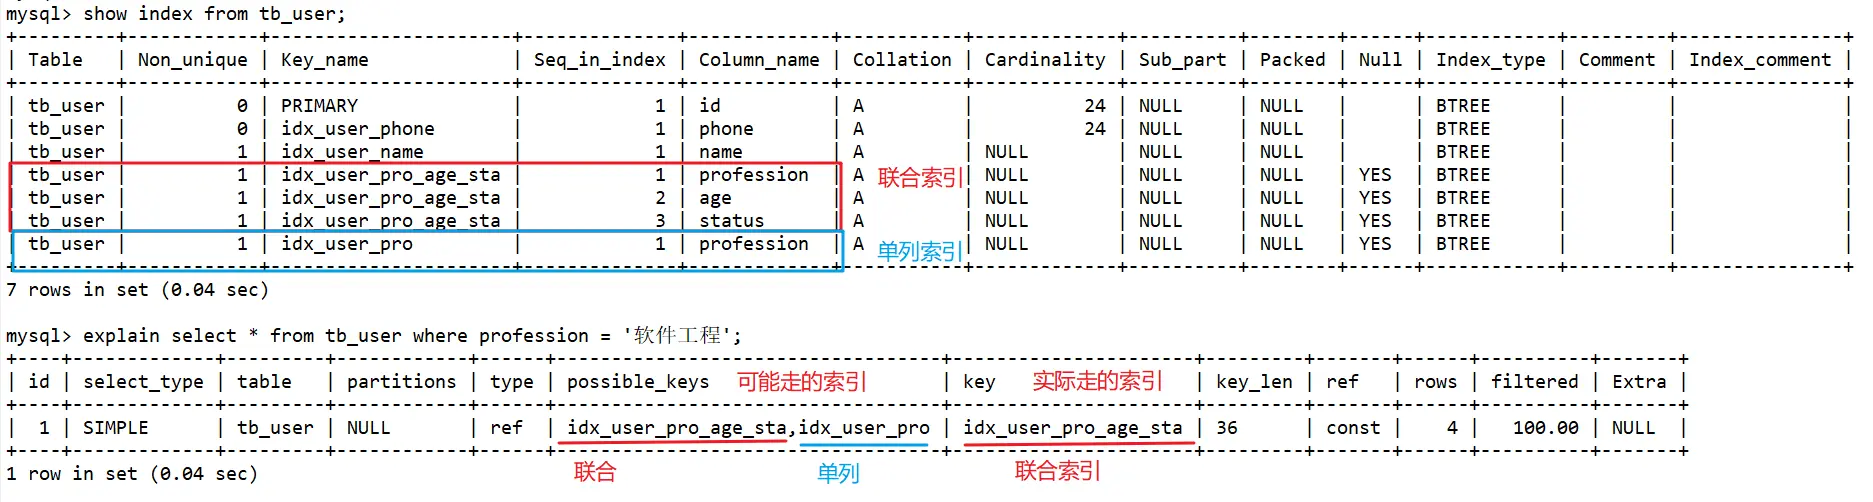 mysql> show index from tb_user;
+---------+------------+----------------------+--------------+-------------+-----------+-------------+----------+--------+------+------------+---------+---------------+
| Table | Non_unique | Key_name | Seq_in_index | Column_name | Collation | Cardinality | Sub_part | Packed | Null | Index_type | Comment | Index_comment |
+---------+------------+----------------------+--------------+-------------+-----------+-------------+----------+--------+------+------------+---------+---------------+
| tb_user | 0 | PRIMARY | 1 | id | A | 24 | NULL | NULL | | BTREE | | |
| tb_user | 0 | idx_user_phone | 1 | phone | A | 24 | NULL | NULL | | BTREE | | |
| tb_user | 1 | idx_user_name | 1 | name | A | NULL | NULL | NULL | | BTREE | | |
| tb_user | 1 | idx_user_pro_age_sta | 1 | profession | A 联合索引 | NULL | NULL | NULL | YES | BTREE | | |
| tb_user | 1 | idx_user_pro_age_sta | 2 | age | A | NULL | NULL | NULL | YES | BTREE | | |
| tb_user | 1 | idx_user_pro_age_sta | 3 | status | A | NULL | NULL | NULL | YES | BTREE | | |
| tb_user | 1 | idx_user_pro | 1 | profession | A 单列索引 | NULL | NULL | NULL | YES | BTREE | | |
+---------+------------+----------------------+--------------+-------------+-----------+-------------+----------+--------+------+------------+---------+---------------+
7 rows in set (0.04 sec)
mysql> explain select * from tb_user where profession = '软件工程';
+----+-------------+---------+------------+------+-----------------------------------+----------------------+---------+-------+------+----------+-------+
| id | select_type | table | partitions | type | possible_keys 可能走的索引 | key 实际走的索引 | key_len | ref | rows | filtered | Extra |
+----+-------------+---------+------------+------+-----------------------------------+----------------------+---------+-------+------+----------+-------+
| 1 | SIMPLE | tb_user | NULL | ref | idx_user_pro_age_sta,idx_user_pro | idx_user_pro_age_sta | 36 | const | 4 | 100.00 | NULL |
+----+-------------+---------+------------+------+-----------------------------------+----------------------+---------+-------+------+----------+-------+
1 row in set (0.04 sec) 联合 单列 联合索引